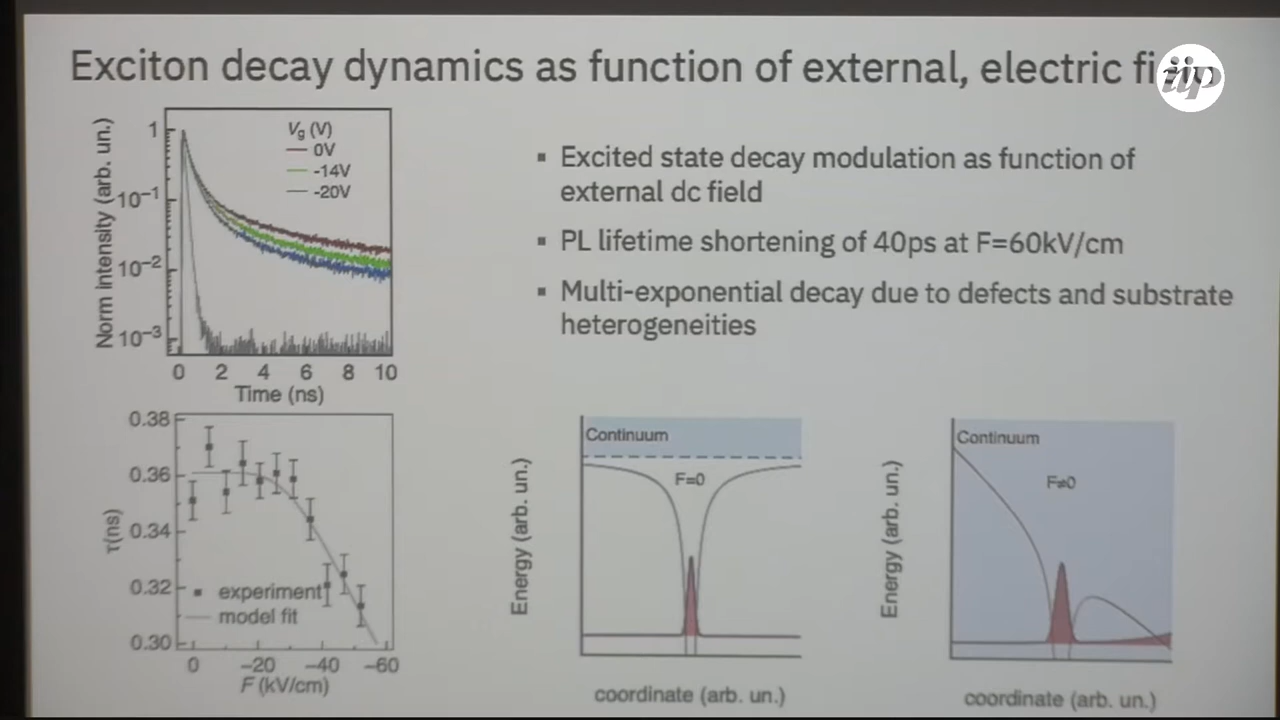 Exciton decay dynamics as function of external, electric fi
iip
Norm intensity (arb. un.)
1
10⁻¹
10⁻²
10⁻³
Vg (V)
0V
-14V
-20V
0 2 4 6 8 10
Time (ns)
▪ Excited state decay modulation as function of
external dc field
▪ PL lifetime shortening of 40ps at F=60kV/cm
▪ Multi-exponential decay due to defects and substrate
heterogeneities
τ(ns)
0.38
0.36
0.34
0.32
0.30
experiment
model fit
0 −20 −40 −60
F (kV/cm)
Energy (arb. un.)
Continuum
F=0
coordinate (arb. un.)
Energy (arb. un.)
Continuum
F≠0
coordinate (arb. un.)